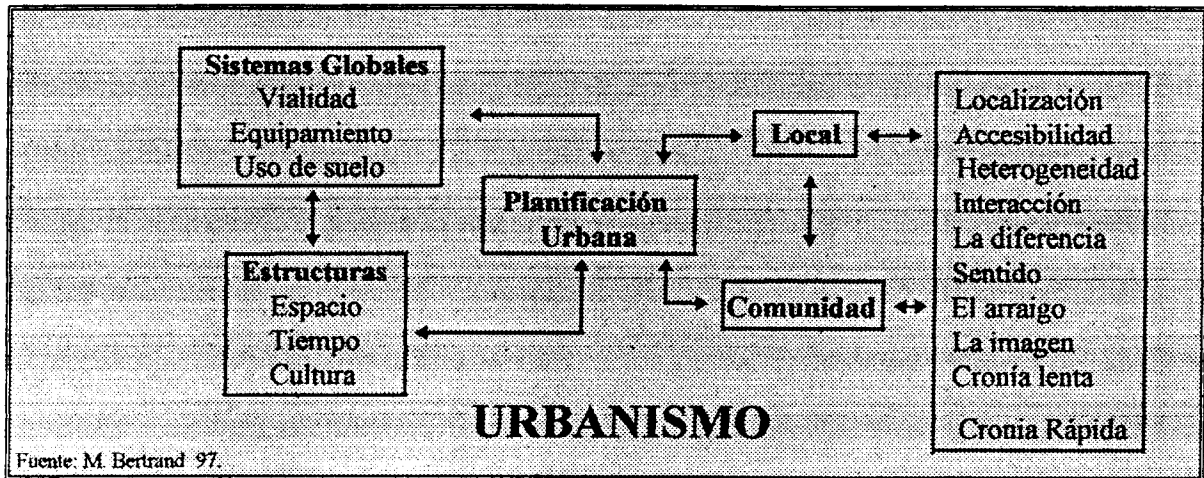 Sistemas Globales
Vialidad
Equipamiento
Uso de suelo
Estructuras
Espacio
Tiempo
Cultura
Planificación
Urbana
Local
Comunidad
Localización
Accesibilidad
Heterogeneidad
Interacción
La diferencia
Sentido
El arraigo
La imagen
Cronía lenta
Cronia Rápida
URBANISMO
Fuente: M. Bertrand 97.